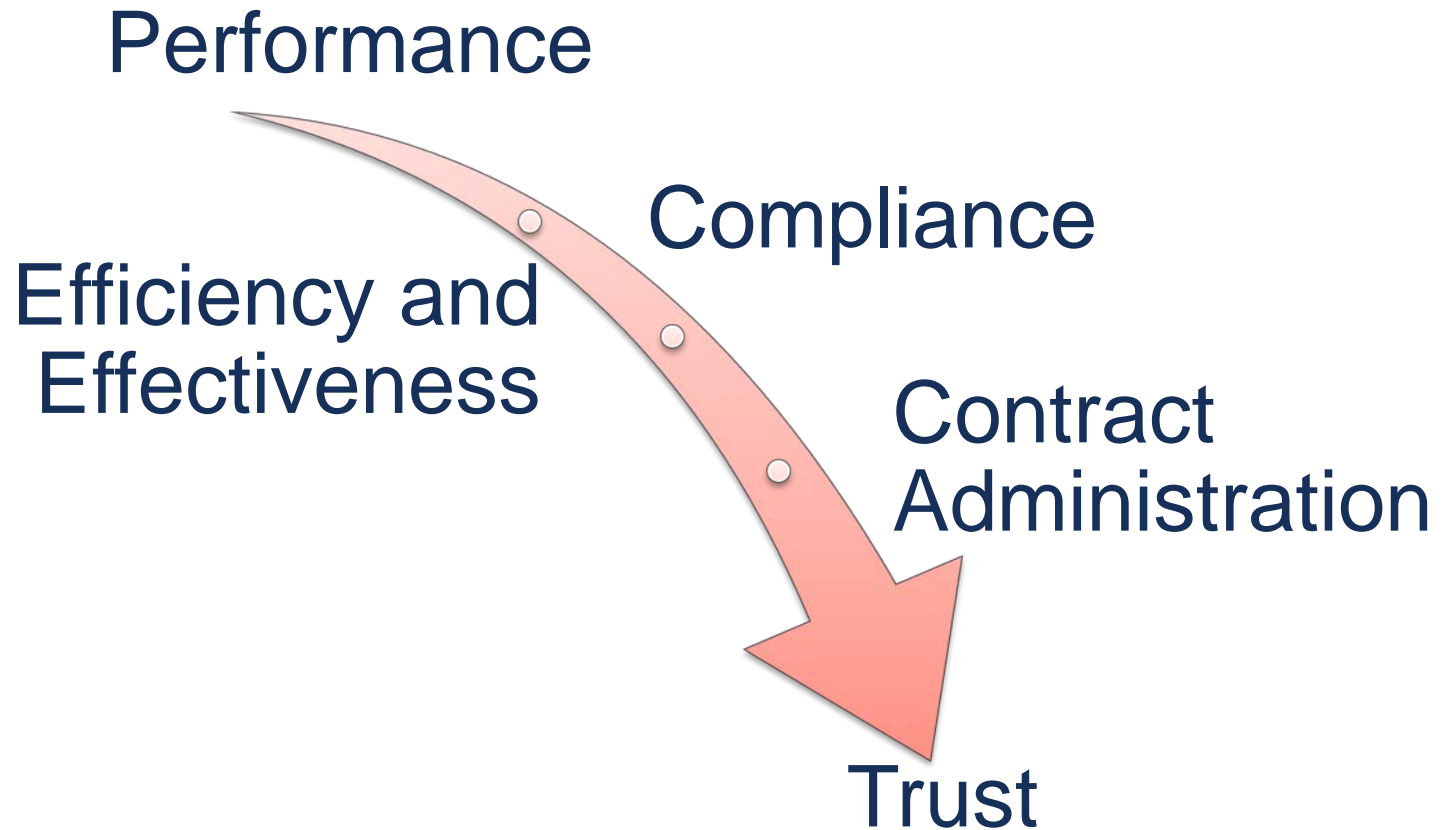 Performance
Compliance
Efficiency and
Effectiveness
Contract
Administration
Trust